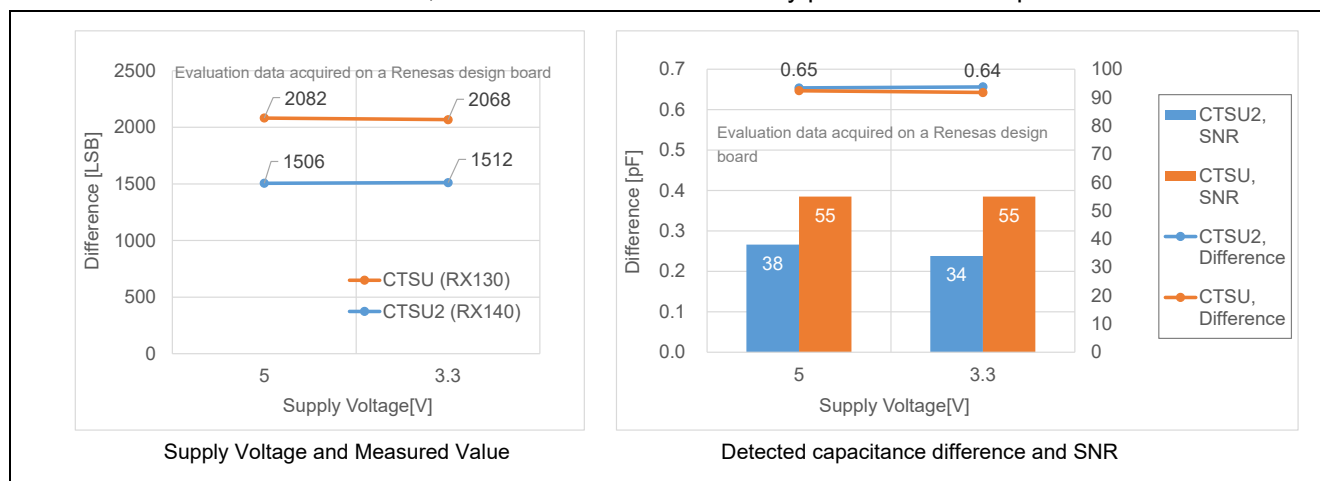 2500
2000
1500
1000
500
0
Difference [LSB]
Evaluation data acquired on a Renesas design board
2082
2068
1506
1512
CTSU (RX130)
CTSU2 (RX140)
5
3.3
Supply Voltage[V]
Supply Voltage and Measured Value
0.7
0.6
0.5
0.4
0.3
0.2
0.1
0.0
Difference [pF]
0.65
0.64
Evaluation data acquired on a Renesas design
board
38
55
34
55
100
90
80
70
60
50
40
30
20
10
0
5
3.3
Supply Voltage[V]
CTSU2,
SNR
CTSU,
SNR
CTSU2,
Difference
CTSU,
Difference
Detected capacitance difference and SNR